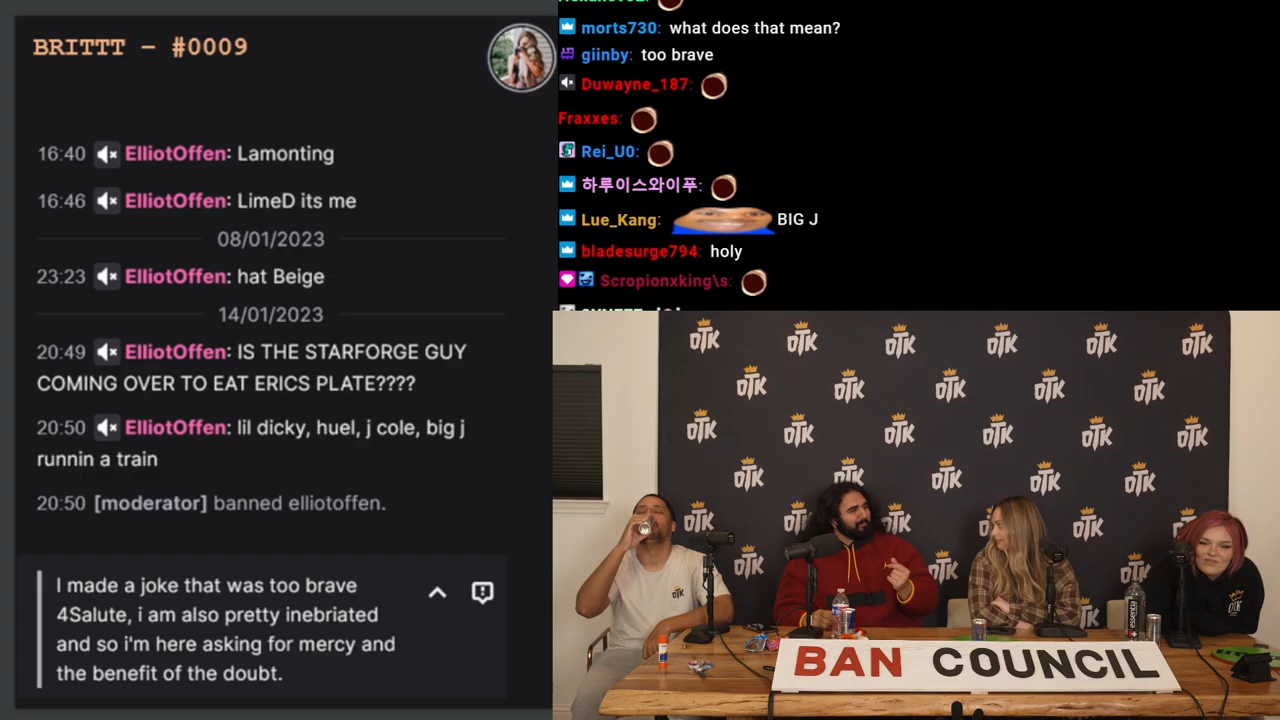 BRITTT - #0009
16:40 ElliotOffen: Lamonting
16:46 ElliotOffen: LimeD its me
08/01/2023
23:23 ElliotOffen: hat Beige
14/01/2023
20:49 ElliotOffen: IS THE STARFORGE GUY
COMING OVER TO EAT ERICS PLATE????
20:50 ElliotOffen: lil dicky, huel, j cole, big j
runnin a train
20:50 [moderator] banned elliotoffen.
I made a joke that was too brave
4Salute, i am also pretty inebriated
and so i'm here asking for mercy and
the benefit of the doubt.
morts730: what does that mean?
giinby: too brave
Duwayne_187:
Fraxxes:
Rei_U0:
하루이스와이푸:
Lue_Kang: BIG J
bladesurge794: holy
Scropionxking\s:
OTK
BAN COUNCIL
essentia